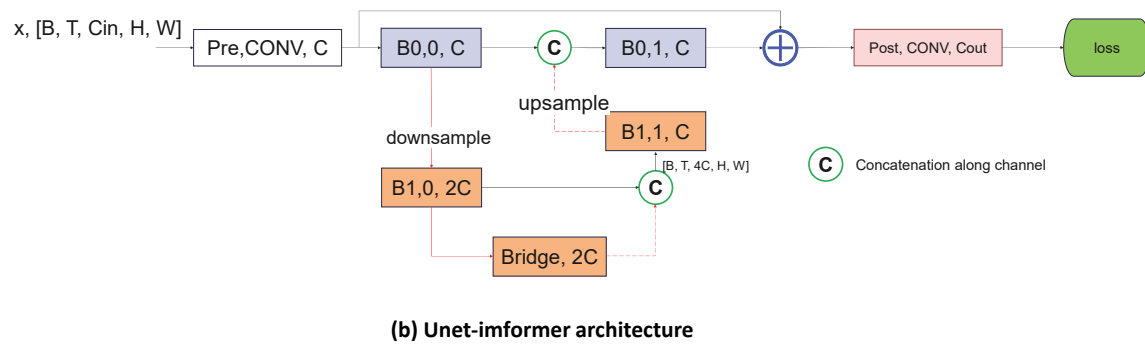 x, [B, T, Cin, H, W]
Pre,CONV, C
B0,0, C
C
B0,1, C
Post, CONV, Cout
loss
upsample
downsample
B1,1, C
[B, T, 4C, H, W]
B1,0, 2C
C
C
Concatenation along channel
Bridge, 2C
(b) Unet-imformer architecture